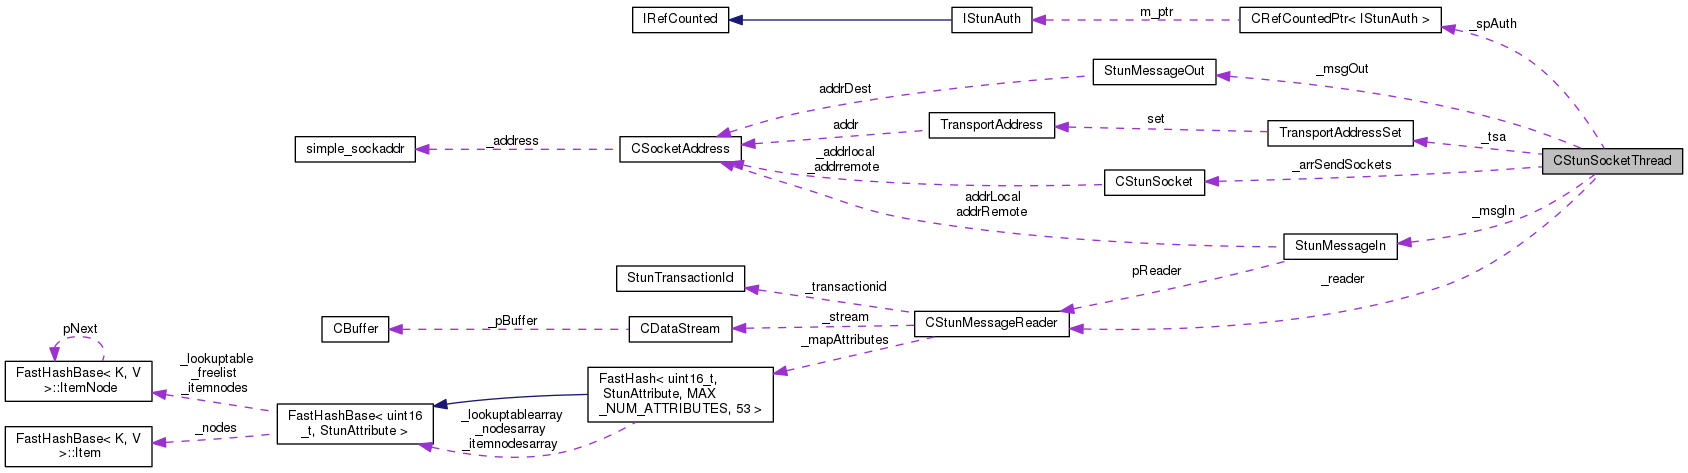 IRefCounted
IStunAuth
m_ptr
CRefCountedPtr< IStunAuth >
_spAuth
StunMessageOut
_msgOut
addrDest
TransportAddress
set
TransportAddressSet
_tsa
addr
simple_sockaddr
_address
CSocketAddress
CStunSocketThread
_addrlocal
_addrremote
CStunSocket
_arrSendSockets
addrLocal
addrRemote
StunMessageIn
_msgIn
StunTransactionId
_transactionid
pReader
_reader
CBuffer
_pBuffer
CDataStream
_stream
CStunMessageReader
_mapAttributes
pNext
FastHashBase< K, V
>::ItemNode
_lookuptable
_freelist
_itemnodes
FastHash< uint16_t,
StunAttribute, MAX
_NUM_ATTRIBUTES, 53 >
FastHashBase< uint16
_t, StunAttribute >
_lookuptablearray
_nodesarray
_itemnodesarray
_nodes
FastHashBase< K, V
>::Item